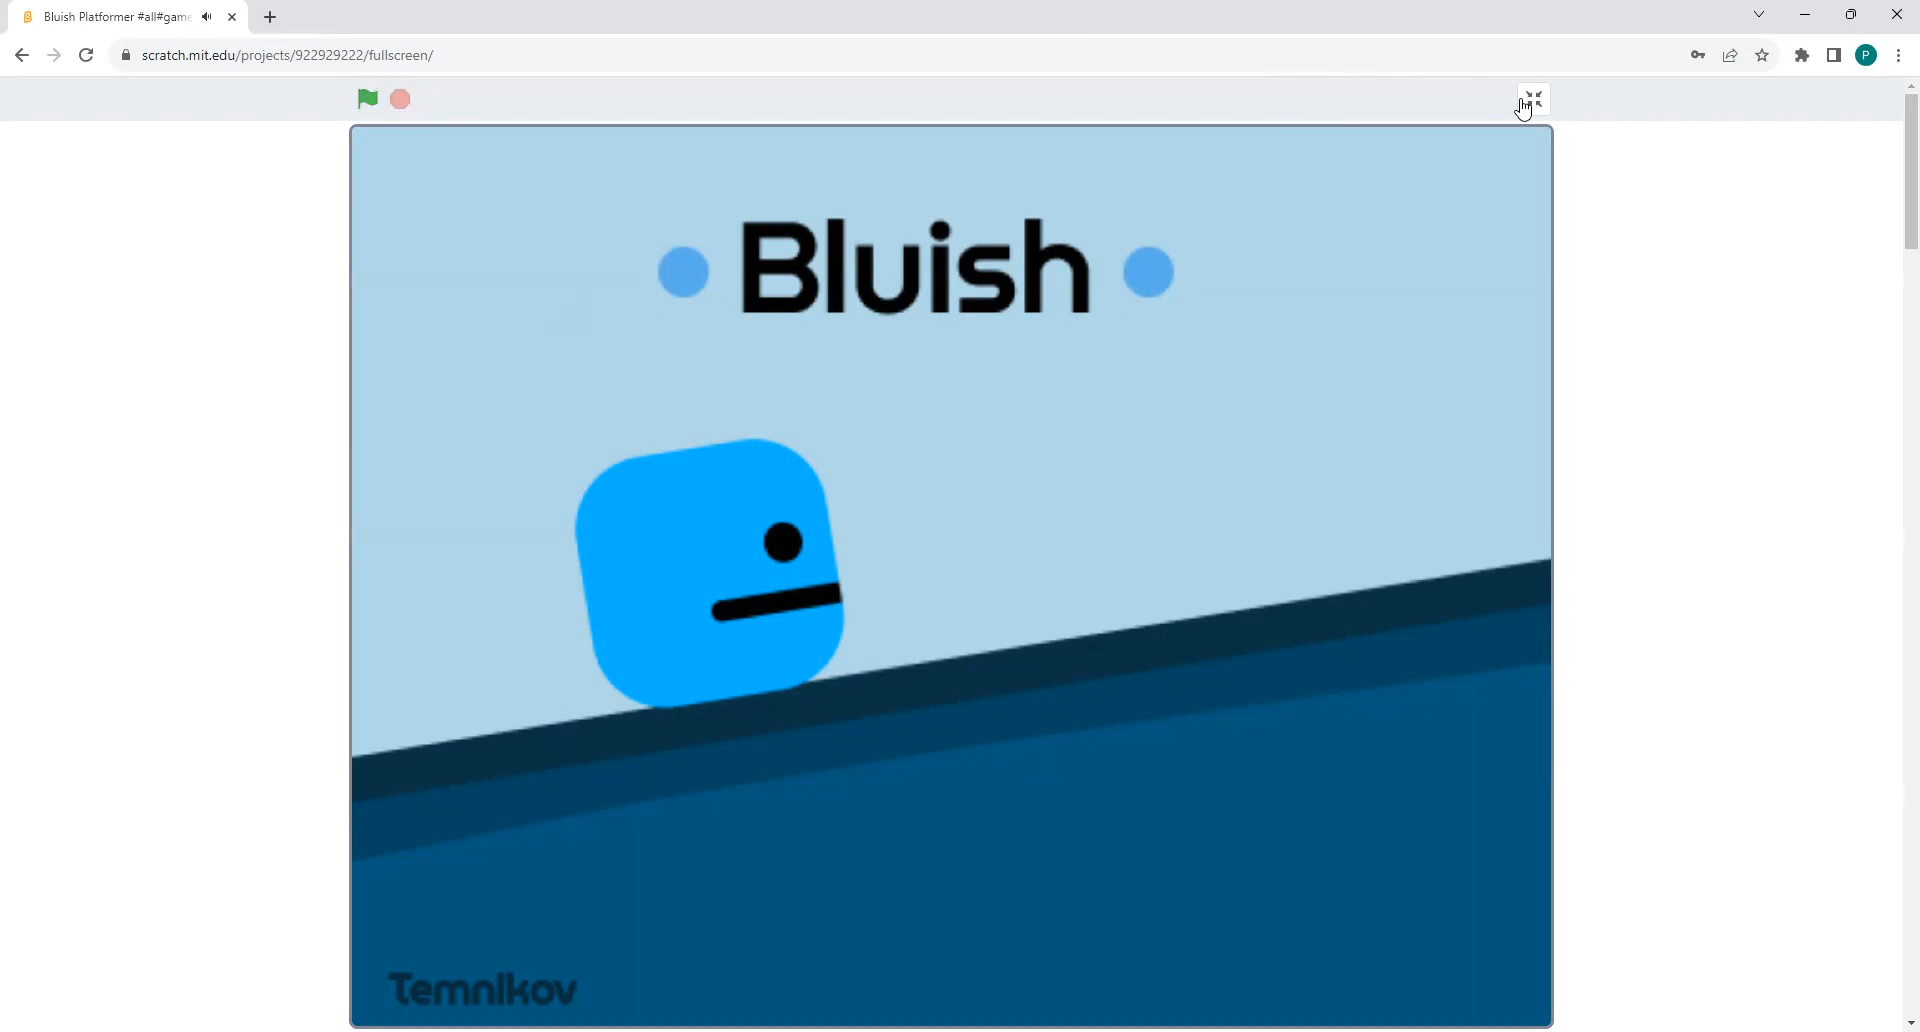 Bluish Platformer #all#game
scratch.mit.edu/projects/922929222/fullscreen/
P
Bluish
Temnikov